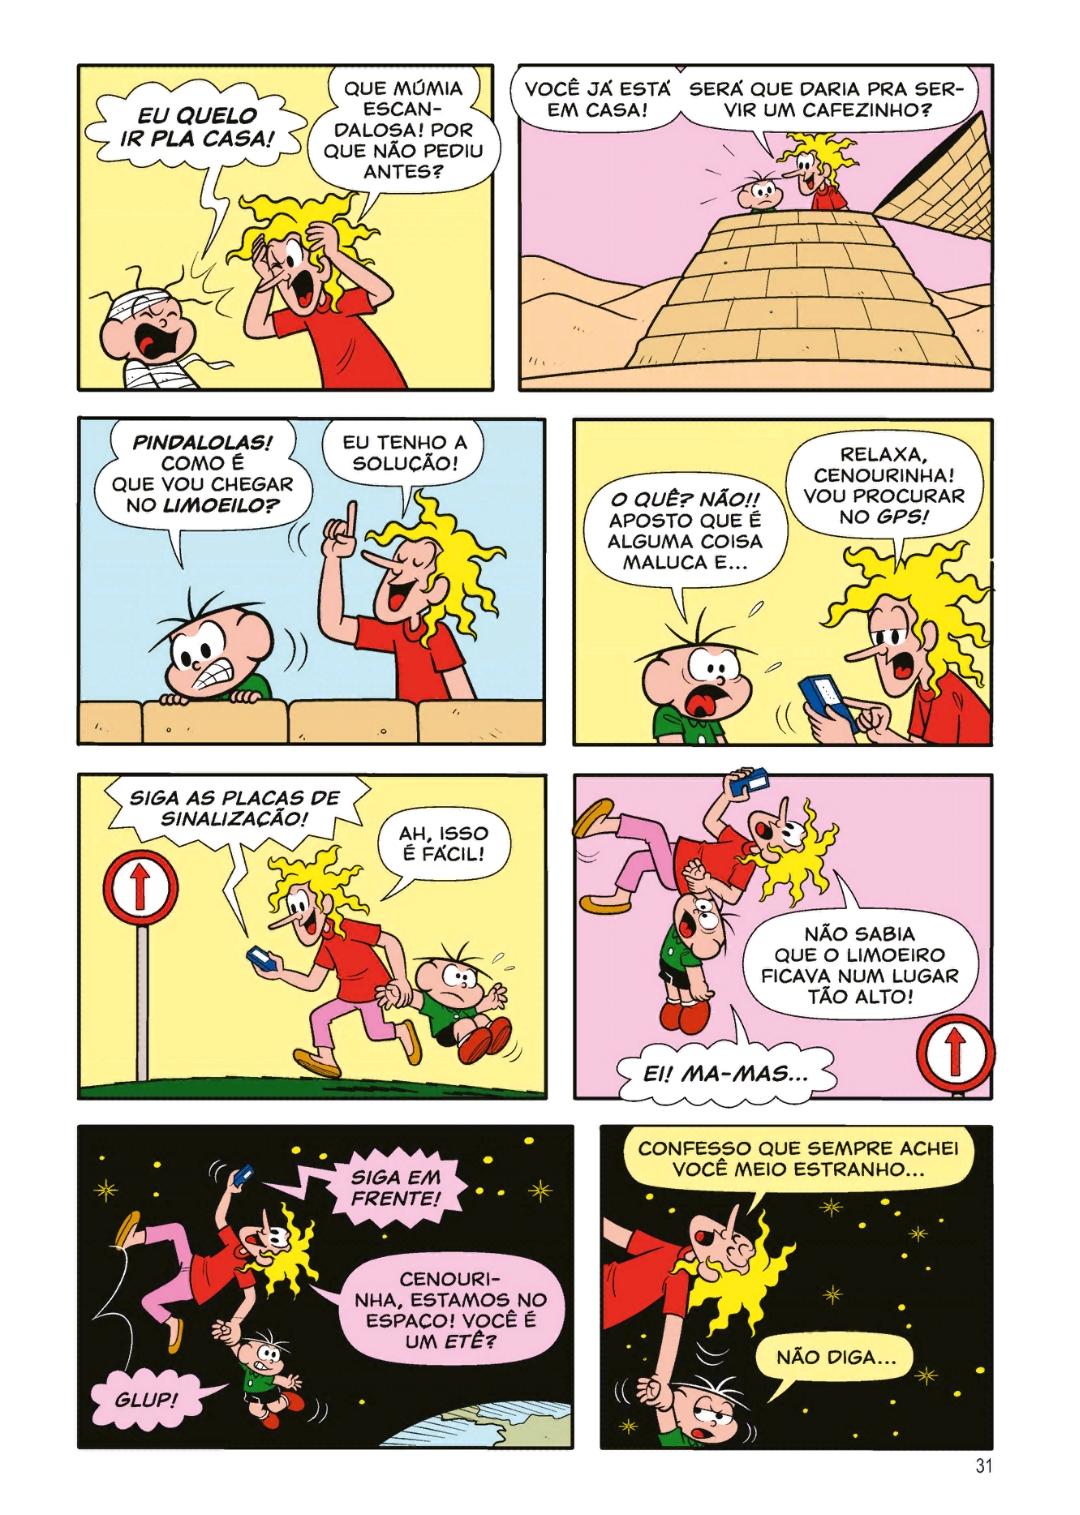 EU QUELO
IR PLA CASA!
QUE MÚMIA
ESCAN-
DALOSA! POR
QUE NÃO PEDIU
ANTES?
VOCÊ JÁ ESTÁ
EM CASA!
SERÁ QUE DARIA PRA SER-
VIR UM CAFEZINHO?
PINDALOLAS!
COMO É
QUE VOU CHEGAR
NO LIMOEILO?
EU TENHO A
SOLUÇÃO!
O QUÊ? NÃO!!
APOSTO QUE É
ALGUMA COISA
MALUCA E...
RELAXA,
CENOURINHA!
VOU PROCURAR
NO GPS!
SIGA AS PLACAS DE
SINALIZAÇÃO!
AH, ISSO
É FÁCIL!
NÃO SABIA
QUE O LIMOEIRO
FICAVA NUM LUGAR
TÃO ALTO!
EI! MA-MAS...
SIGA EM
FRENTE!
CENOURI-
NHA, ESTAMOS NO
ESPAÇO! VOCÊ É
UM ETÊ?
GLUP!
CONFESSO QUE SEMPRE ACHEI
VOCÊ MEIO ESTRANHO...
NÃO DIGA...
31